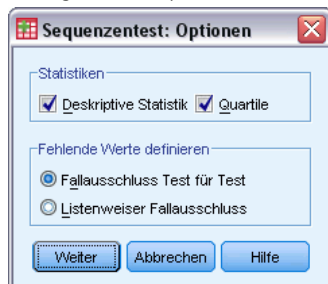 Sequenzentest: Optionen
Statistiken
Deskriptive Statistik Quartile
Fehlende Werte definieren
Fallausschluss Test für Test
Listenweiser Fallausschluss
Weiter Abbrechen Hilfe